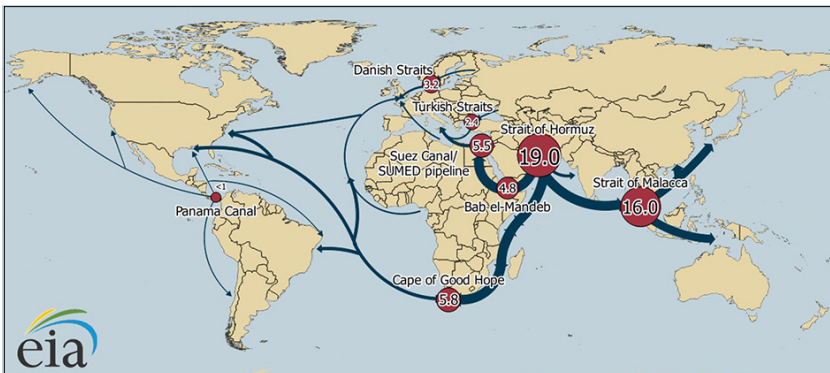 Danish Straits
3.2
Turkish Straits
2.4
Strait of Hormuz
19.0
5.5
Suez Canal/
SUMED pipeline
4.8
Bab el-Mandeb
Strait of Malacca
16.0
<1
Panama Canal
Cape of Good Hope
5.8
eia